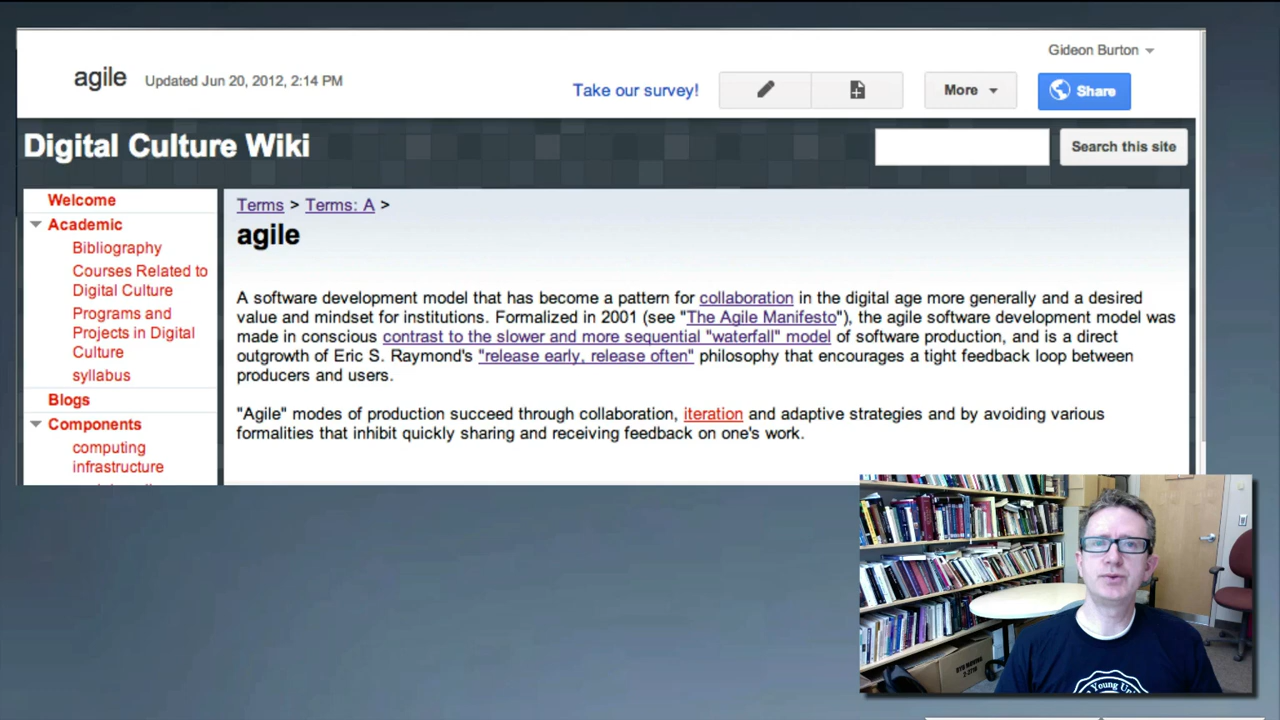 Gideon Burton
agile Updated Jun 20, 2012, 2:14 PM
Take our survey! More Share
Digital Culture Wiki
Search this site
Welcome
Academic
Bibliography
Courses Related to
Digital Culture
Programs and
Projects in Digital
Culture
syllabus
Blogs
Components
computing
infrastructure
Terms > Terms: A >
agile
A software development model that has become a pattern for collaboration in the digital age more generally and a desired
value and mindset for institutions. Formalized in 2001 (see "The Agile Manifesto"), the agile software development model was
made in conscious contrast to the slower and more sequential "waterfall" model of software production, and is a direct
outgrowth of Eric S. Raymond's "release early, release often" philosophy that encourages a tight feedback loop between
producers and users.
"Agile" modes of production succeed through collaboration, iteration and adaptive strategies and by avoiding various
formalities that inhibit quickly sharing and receiving feedback on one's work.
Young